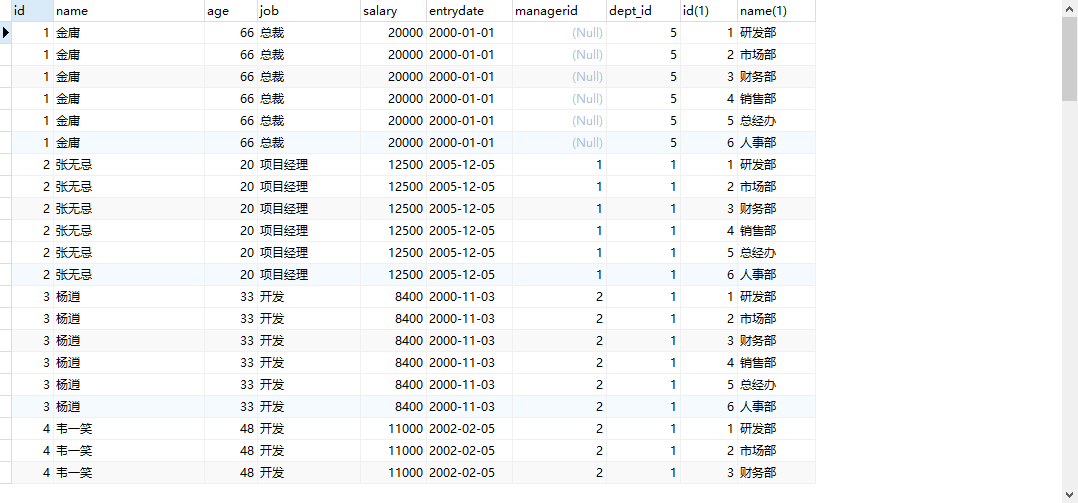 id name age job salary entrydate managerid dept_id id(1) name(1)
1 金庸 66 总裁 20000 2000-01-01 (Null) 5 1 研发部
1 金庸 66 总裁 20000 2000-01-01 (Null) 5 2 市场部
1 金庸 66 总裁 20000 2000-01-01 (Null) 5 3 财务部
1 金庸 66 总裁 20000 2000-01-01 (Null) 5 4 销售部
1 金庸 66 总裁 20000 2000-01-01 (Null) 5 5 总经办
1 金庸 66 总裁 20000 2000-01-01 (Null) 5 6 人事部
2 张无忌 20 项目经理 12500 2005-12-05 1 1 1 研发部
2 张无忌 20 项目经理 12500 2005-12-05 1 1 2 市场部
2 张无忌 20 项目经理 12500 2005-12-05 1 1 3 财务部
2 张无忌 20 项目经理 12500 2005-12-05 1 1 4 销售部
2 张无忌 20 项目经理 12500 2005-12-05 1 1 5 总经办
2 张无忌 20 项目经理 12500 2005-12-05 1 1 6 人事部
3 杨逍 33 开发 8400 2000-11-03 2 1 1 研发部
3 杨逍 33 开发 8400 2000-11-03 2 1 2 市场部
3 杨逍 33 开发 8400 2000-11-03 2 1 3 财务部
3 杨逍 33 开发 8400 2000-11-03 2 1 4 销售部
3 杨逍 33 开发 8400 2000-11-03 2 1 5 总经办
3 杨逍 33 开发 8400 2000-11-03 2 1 6 人事部
4 韦一笑 48 开发 11000 2002-02-05 2 1 1 研发部
4 韦一笑 48 开发 11000 2002-02-05 2 1 2 市场部
4 韦一笑 48 开发 11000 2002-02-05 2 1 3 财务部